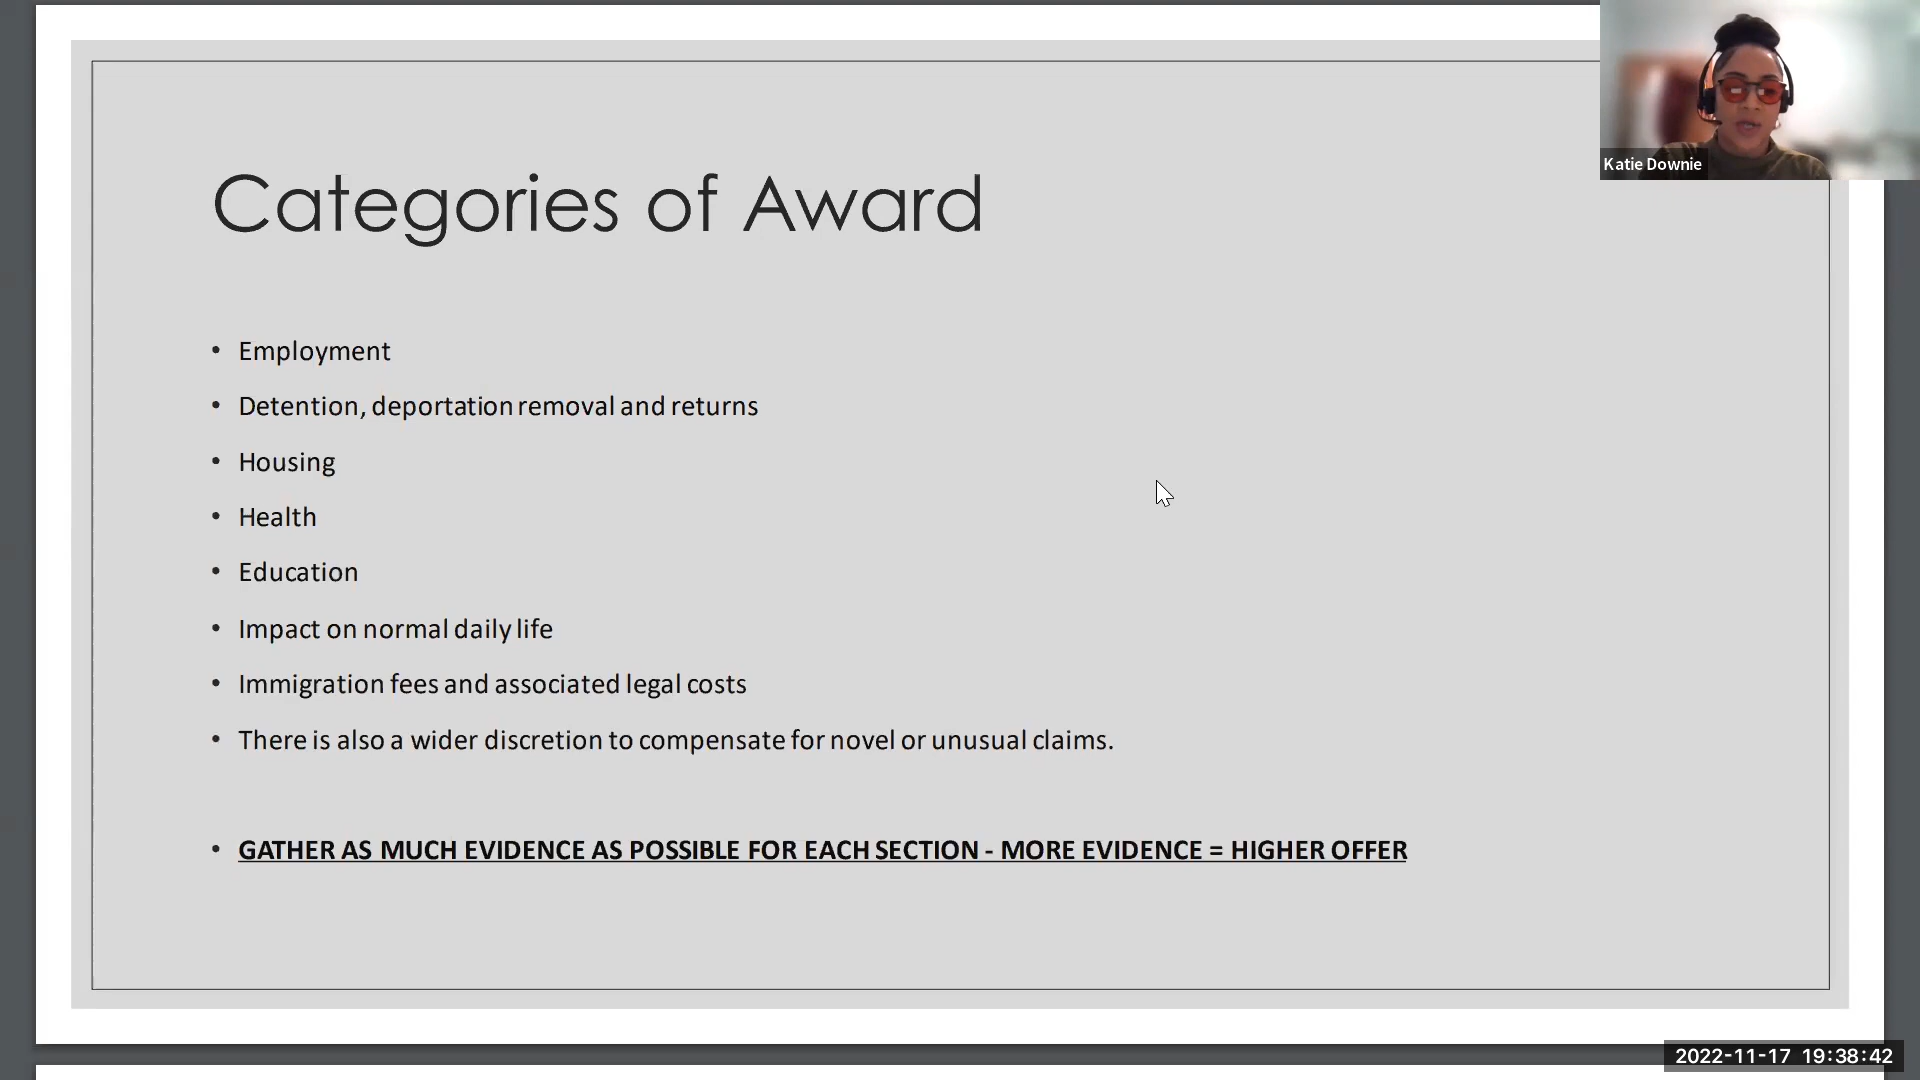 Katie Downie
Categories of Award
• Employment
• Detention, deportation removal and returns
• Housing
• Health
• Education
• Impact on normal daily life
• Immigration fees and associated legal costs
• There is also a wider discretion to compensate for novel or unusual claims.
• GATHER AS MUCH EVIDENCE AS POSSIBLE FOR EACH SECTION - MORE EVIDENCE = HIGHER OFFER
2022-11-17 19:38:42